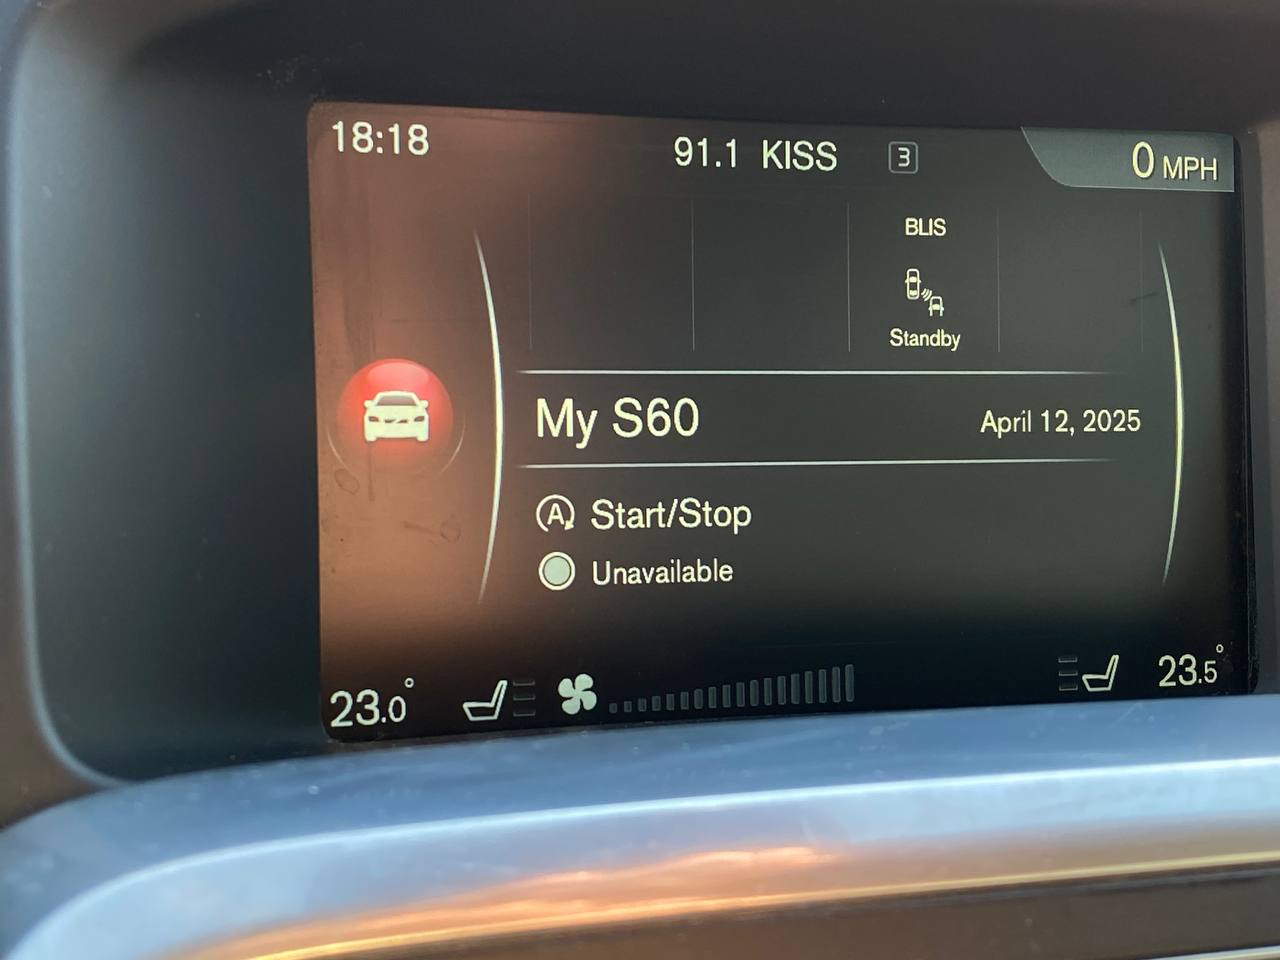 18:18
91.1 KISS 3
0 MPH
BLIS
Standby
My S60
April 12, 2025
A Start/Stop
Unavailable
23.0°
23.5°